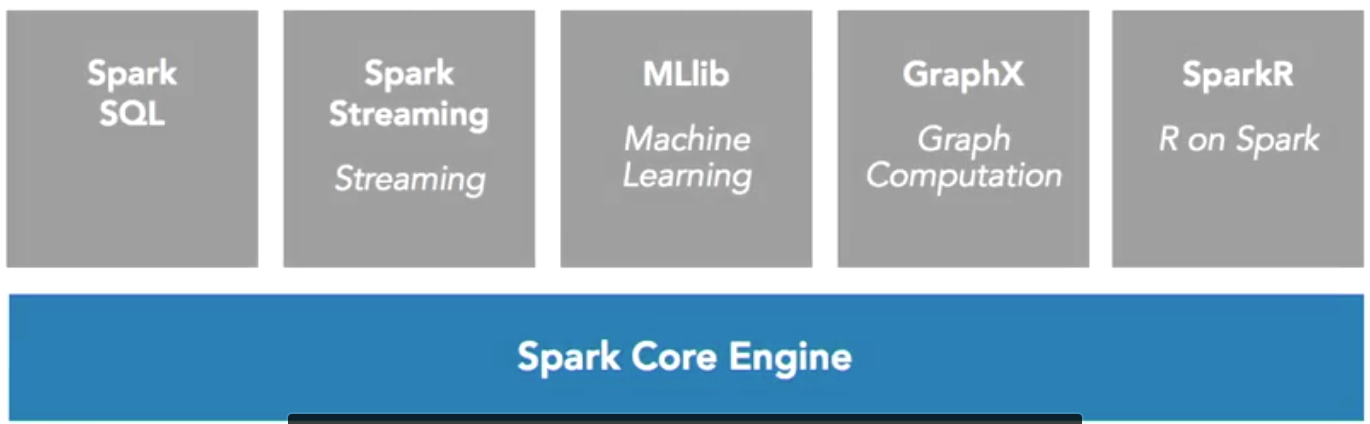 Spark
SQL
Spark
Streaming
Streaming
MLlib
Machine
Learning
GraphX
Graph
Computation
SparkR
R on Spark
Spark Core Engine